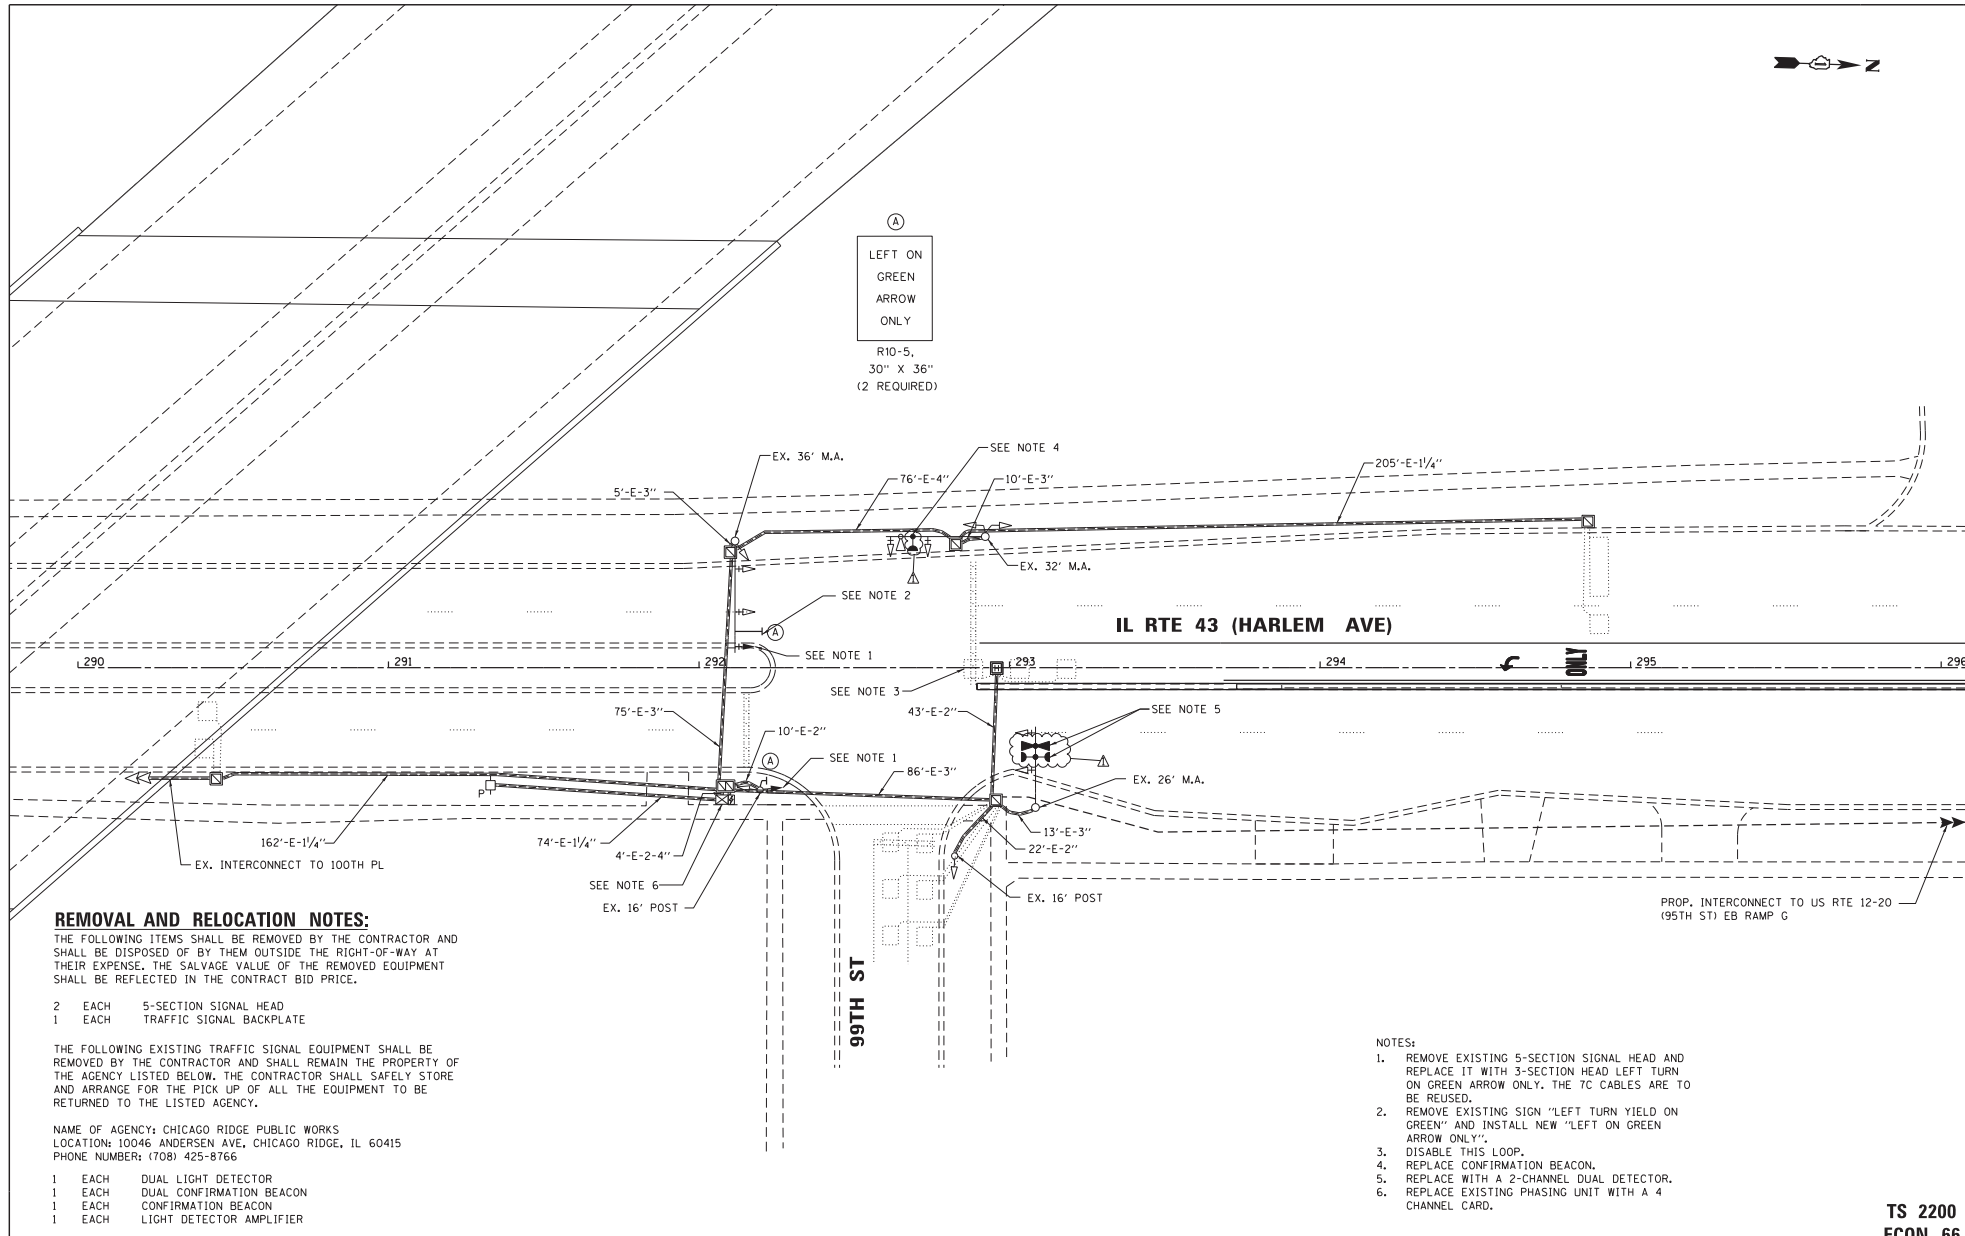 N
A
LEFT ON
GREEN
ARROW
ONLY
R10-5,
30" X 36"
(2 REQUIRED)
SEE NOTE 4
EX. 36' M.A.
205'-E-1¼"
76'-E-4"
10'-E-3"
5'-E-3"
EX. 32' M.A.
SEE NOTE 2
A
IL RTE 43 (HARLEM AVE)
SEE NOTE 1
290
291
292
293
294
ONLY
295
296
SEE NOTE 3
75'-E-3"
43'-E-2"
SEE NOTE 5
10'-E-2"
SEE NOTE 1
A
86'-E-3"
EX. 26' M.A.
P
162'-E-1¼"
74'-E-1¼"
13'-E-3"
22'-E-2"
4'-E-2-4"
EX. INTERCONNECT TO 100TH PL
SEE NOTE 6
EX. 16' POST
EX. 16' POST
PROP. INTERCONNECT TO US RTE 12-20
(95TH ST) EB RAMP G
99TH ST
REMOVAL AND RELOCATION NOTES:
THE FOLLOWING ITEMS SHALL BE REMOVED BY THE CONTRACTOR AND
SHALL BE DISPOSED OF BY THEM OUTSIDE THE RIGHT-OF-WAY AT
THEIR EXPENSE. THE SALVAGE VALUE OF THE REMOVED EQUIPMENT
SHALL BE REFLECTED IN THE CONTRACT BID PRICE.
2 EACH 5-SECTION SIGNAL HEAD
1 EACH TRAFFIC SIGNAL BACKPLATE
THE FOLLOWING EXISTING TRAFFIC SIGNAL EQUIPMENT SHALL BE
REMOVED BY THE CONTRACTOR AND SHALL REMAIN THE PROPERTY OF
THE AGENCY LISTED BELOW. THE CONTRACTOR SHALL SAFELY STORE
AND ARRANGE FOR THE PICK UP OF ALL THE EQUIPMENT TO BE
RETURNED TO THE LISTED AGENCY.
NAME OF AGENCY: CHICAGO RIDGE PUBLIC WORKS
LOCATION: 10046 ANDERSEN AVE, CHICAGO RIDGE, IL 60415
PHONE NUMBER: (708) 425-8766
1 EACH DUAL LIGHT DETECTOR
1 EACH DUAL CONFIRMATION BEACON
1 EACH CONFIRMATION BEACON
1 EACH LIGHT DETECTOR AMPLIFIER
NOTES:
1. REMOVE EXISTING 5-SECTION SIGNAL HEAD AND
REPLACE IT WITH 3-SECTION HEAD LEFT TURN
ON GREEN ARROW ONLY. THE 7C CABLES ARE TO
BE REUSED.
2. REMOVE EXISTING SIGN "LEFT TURN YIELD ON
GREEN" AND INSTALL NEW "LEFT ON GREEN
ARROW ONLY".
3. DISABLE THIS LOOP.
4. REPLACE CONFIRMATION BEACON.
5. REPLACE WITH A 2-CHANNEL DUAL DETECTOR.
6. REPLACE EXISTING PHASING UNIT WITH A 4
CHANNEL CARD.
TS 2200
ECON 66